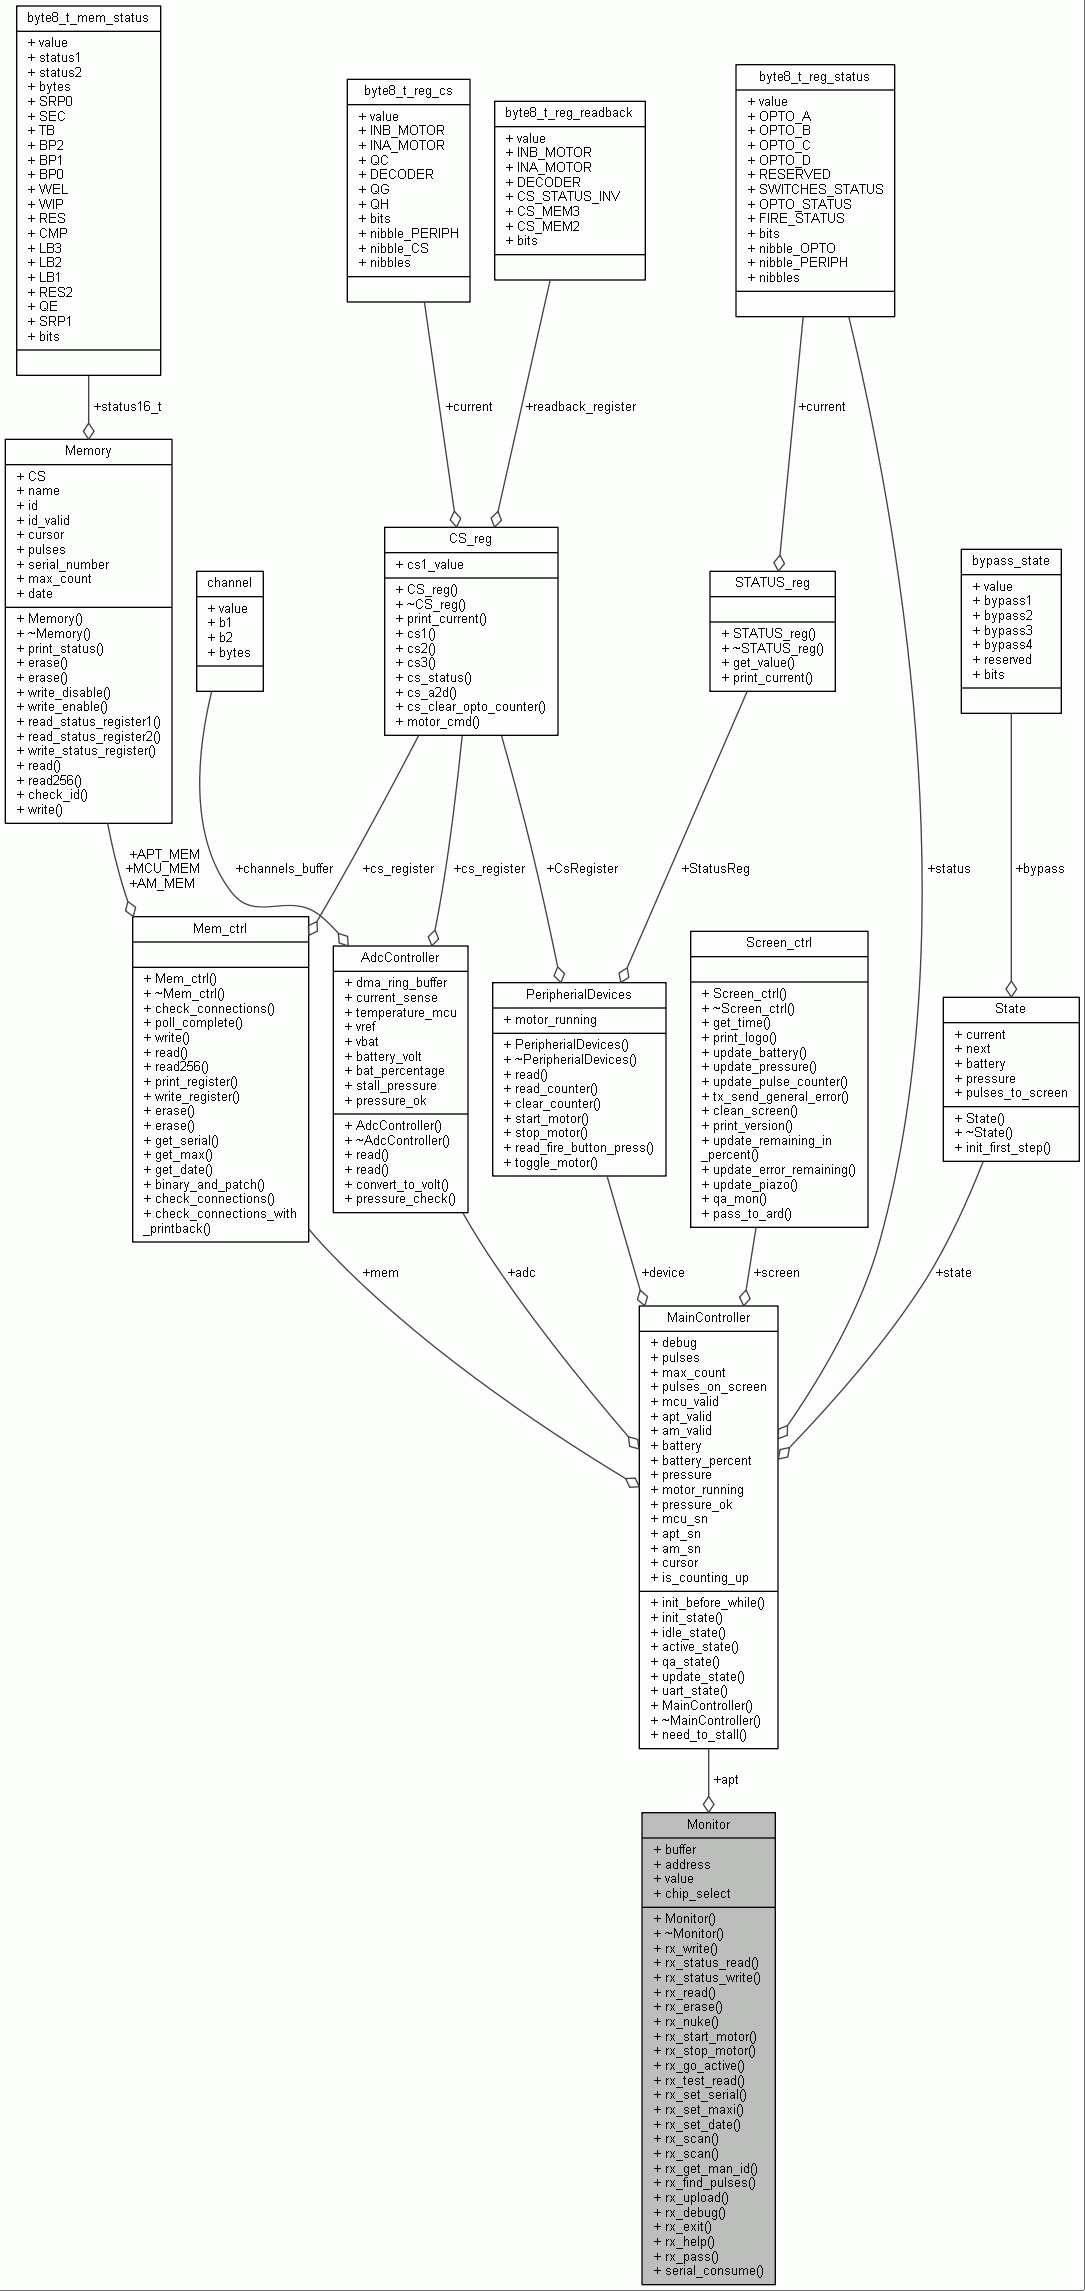 byte8_t_mem_status
+ value
+ status1
+ status2
+ bytes
+ SRP0
+ SEC
+ TB
+ BP2
+ BP1
+ BP0
+ WEL
+ WIP
+ RES
+ CMP
+ LB3
+ LB2
+ LB1
+ RES2
+ QE
+ SRP1
+ bits
byte8_t_reg_cs
+ value
+ INB_MOTOR
+ INA_MOTOR
+ QC
+ DECODER
+ QG
+ QH
+ bits
+ nibble_PERIPH
+ nibble_CS
+ nibbles
byte8_t_reg_readback
+ value
+ INB_MOTOR
+ INA_MOTOR
+ DECODER
+ CS_STATUS_INV
+ CS_MEM3
+ CS_MEM2
+ bits
byte8_t_reg_status
+ value
+ OPTO_A
+ OPTO_B
+ OPTO_C
+ OPTO_D
+ RESERVED
+ SWITCHES_STATUS
+ OPTO_STATUS
+ FIRE_STATUS
+ bits
+ nibble_OPTO
+ nibble_PERIPH
+ nibbles
+status16_t
+current
+readback_register
+current
Memory
+ CS
+ name
+ id
+ id_valid
+ cursor
+ pulses
+ serial_number
+ max_count
+ date
+ Memory()
+ ~Memory()
+ print_status()
+ erase()
+ erase()
+ write_disable()
+ write_enable()
+ read_status_register1()
+ read_status_register2()
+ write_status_register()
+ read()
+ read256()
+ check_id()
+ write()
channel
+ value
+ b1
+ b2
+ bytes
CS_reg
+ cs1_value
+ CS_reg()
+ ~CS_reg()
+ print_current()
+ cs1()
+ cs2()
+ cs3()
+ cs_status()
+ cs_a2d()
+ cs_clear_opto_counter()
+ motor_cmd()
STATUS_reg
+ STATUS_reg()
+ ~STATUS_reg()
+ get_value()
+ print_current()
bypass_state
+ value
+ bypass1
+ bypass2
+ bypass3
+ bypass4
+ reserved
+ bits
+APT_MEM
+MCU_MEM
+AM_MEM
+channels_buffer
+cs_register
+cs_register
+CsRegister
+StatusReg
+status
+bypass
Mem_ctrl
+ Mem_ctrl()
+ ~Mem_ctrl()
+ check_connections()
+ poll_complete()
+ write()
+ read()
+ read256()
+ print_register()
+ write_register()
+ erase()
+ erase()
+ get_serial()
+ get_max()
+ get_date()
+ binary_and_patch()
+ check_connections()
+ check_connections_with
_printback()
AdcController
+ dma_ring_buffer
+ current_sense
+ temperature_mcu
+ vref
+ vbat
+ battery_volt
+ bat_percentage
+ stall_pressure
+ pressure_ok
+ AdcController()
+ ~AdcController()
+ read()
+ read()
+ convert_to_volt()
+ pressure_check()
PeripherialDevices
+ motor_running
+ PeripherialDevices()
+ ~PeripherialDevices()
+ read()
+ read_counter()
+ clear_counter()
+ start_motor()
+ stop_motor()
+ read_fire_button_press()
+ toggle_motor()
Screen_ctrl
+ Screen_ctrl()
+ ~Screen_ctrl()
+ get_time()
+ print_logo()
+ update_battery()
+ update_pressure()
+ update_pulse_counter()
+ tx_send_general_error()
+ clean_screen()
+ print_version()
+ update_remaining_in
_percent()
+ update_error_remaining()
+ update_piazo()
+ qa_mon()
+ pass_to_ard()
State
+ current
+ next
+ battery
+ pressure
+ pulses_to_screen
+ State()
+ ~State()
+ init_first_step()
+mem
+adc
+device
+screen
+state
MainController
+ debug
+ pulses
+ max_count
+ pulses_on_screen
+ mcu_valid
+ apt_valid
+ am_valid
+ battery
+ battery_percent
+ pressure
+ motor_running
+ pressure_ok
+ mcu_sn
+ apt_sn
+ am_sn
+ cursor
+ is_counting_up
+ init_before_while()
+ init_state()
+ idle_state()
+ active_state()
+ qa_state()
+ update_state()
+ uart_state()
+ MainController()
+ ~MainController()
+ need_to_stall()
+apt
Monitor
+ buffer
+ address
+ value
+ chip_select
+ Monitor()
+ ~Monitor()
+ rx_write()
+ rx_status_read()
+ rx_status_write()
+ rx_read()
+ rx_erase()
+ rx_nuke()
+ rx_start_motor()
+ rx_stop_motor()
+ rx_go_active()
+ rx_test_read()
+ rx_set_serial()
+ rx_set_maxi()
+ rx_set_date()
+ rx_scan()
+ rx_scan()
+ rx_get_man_id()
+ rx_find_pulses()
+ rx_upload()
+ rx_debug()
+ rx_exit()
+ rx_help()
+ rx_pass()
+ serial_consume()